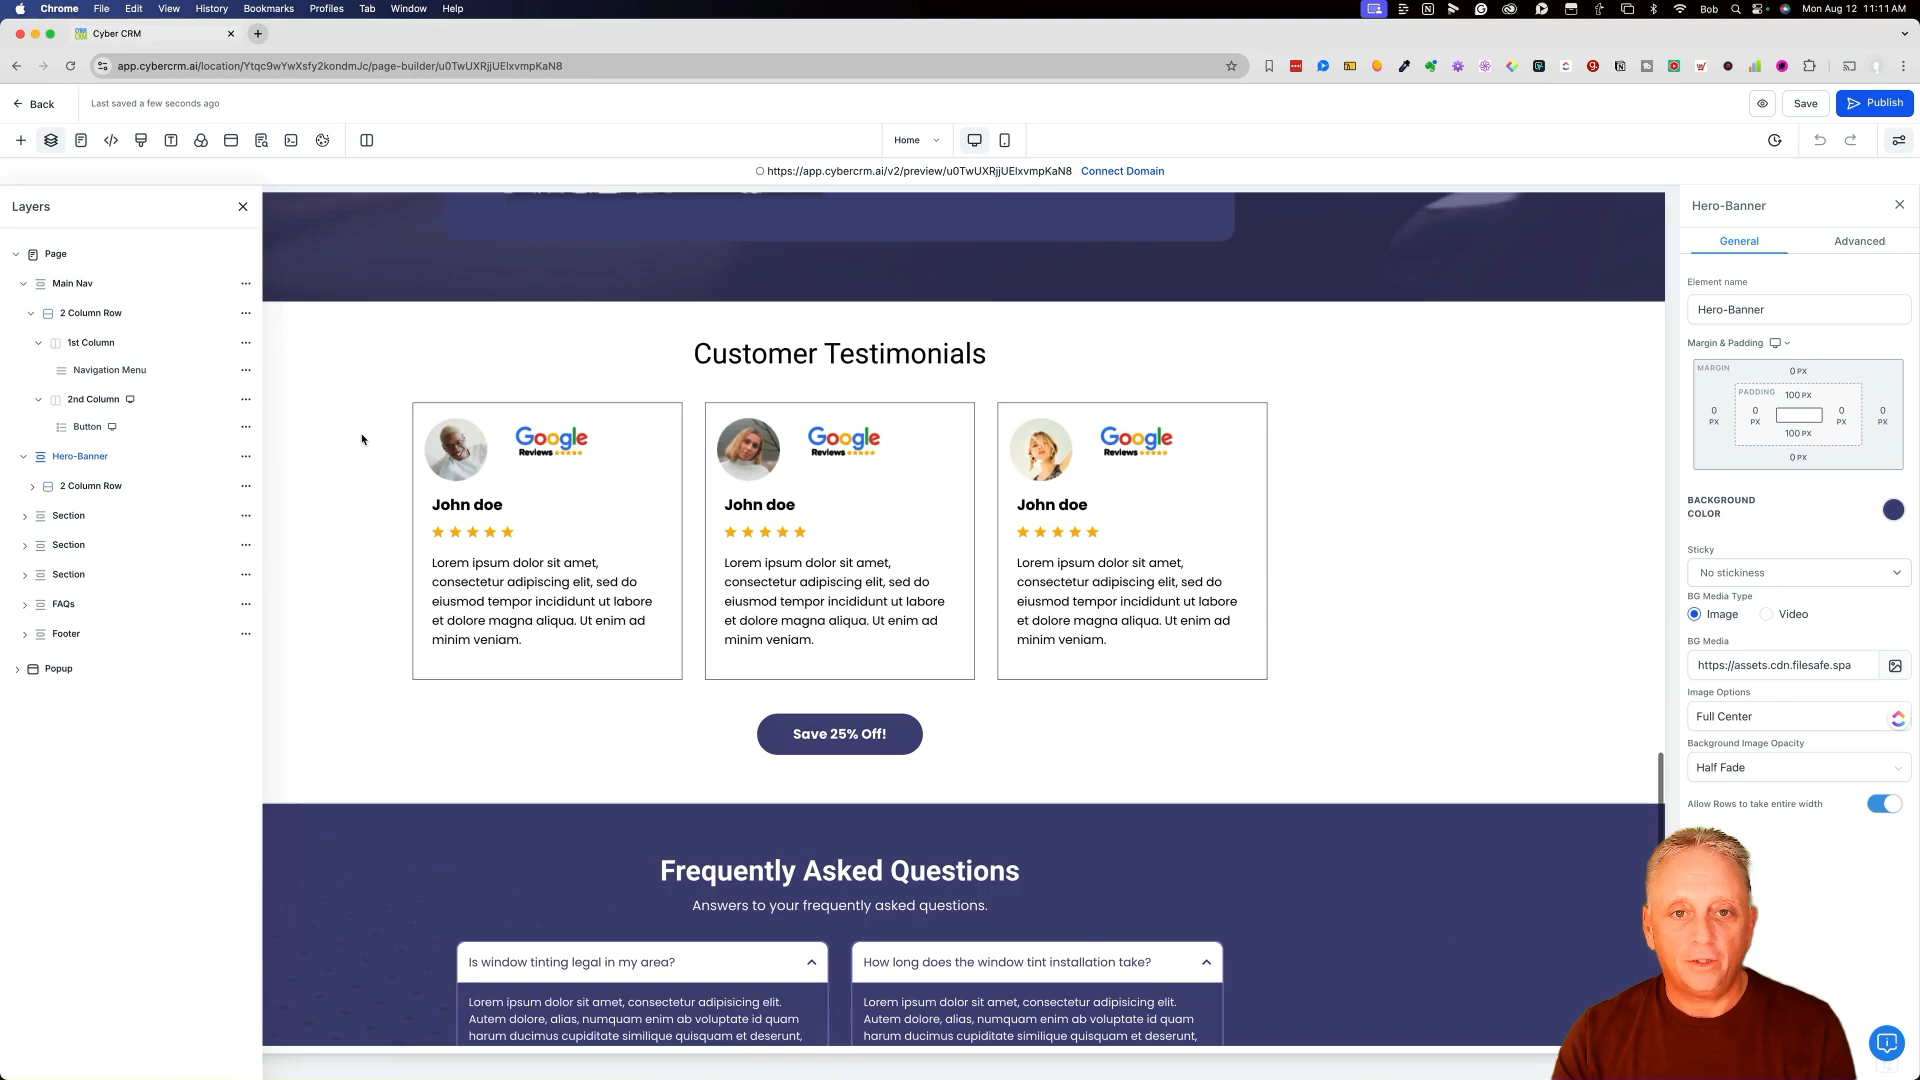 Chrome File Edit View History Bookmarks Profiles Tab Window Help
Bob
Mon Aug 12 11:11 AM
Cyber CRM
app.cybercrm.ai/location/Ytqc9wYwXsfy2kondmJc/page-builder/u0TwUXRjjUElxvmpKaN8
Back
Last saved a few seconds ago
Save
Publish
Home
https://app.cybercrm.ai/v2/preview/u0TwUXRjjUElxvmpKaN8 Connect Domain
Layers
Page
Main Nav
2 Column Row
1st Column
Navigation Menu
2nd Column
Button
Hero-Banner
2 Column Row
Section
Section
Section
FAQs
Footer
Popup
Customer Testimonials
Google
Reviews
John doe
Lorem ipsum dolor sit amet,
consectetur adipiscing elit, sed do
eiusmod tempor incididunt ut labore
et dolore magna aliqua. Ut enim ad
minim veniam.
Google
Reviews
John doe
Lorem ipsum dolor sit amet,
consectetur adipiscing elit, sed do
eiusmod tempor incididunt ut labore
et dolore magna aliqua. Ut enim ad
minim veniam.
Google
Reviews
John doe
Lorem ipsum dolor sit amet,
consectetur adipiscing elit, sed do
eiusmod tempor incididunt ut labore
et dolore magna aliqua. Ut enim ad
minim veniam.
Save 25% Off!
Frequently Asked Questions
Answers to your frequently asked questions.
Is window tinting legal in my area?
Lorem ipsum dolor sit amet, consectetur adipisicing elit.
Autem dolore, alias, numquam enim ab voluptate id quam
harum ducimus cupiditate similique quisquam et deserunt,
How long does the window tint installation take?
Lorem ipsum dolor sit amet, consectetur adipisicing elit.
Autem dolore, alias, numquam enim ab voluptate id quam
harum ducimus cupiditate similique quisquam et deserunt,
Hero-Banner
General
Advanced
Element name
Hero-Banner
Margin & Padding
MARGIN
0 PX
PADDING
100 PX
0 PX
0 PX
0 PX
0 PX
100 PX
0 PX
BACKGROUND
COLOR
Sticky
No stickiness
BG Media Type
Image
Video
BG Media
https://assets.cdn.filesafe.spa
Image Options
Full Center
Background Image Opacity
Half Fade
Allow Rows to take entire width